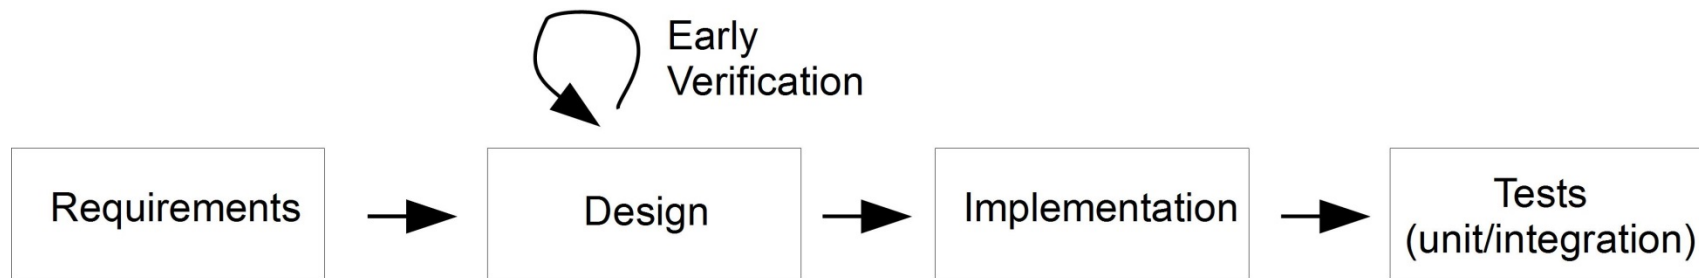 Early
Verification
Requirements
Design
Implementation
Tests
(unit/integration)